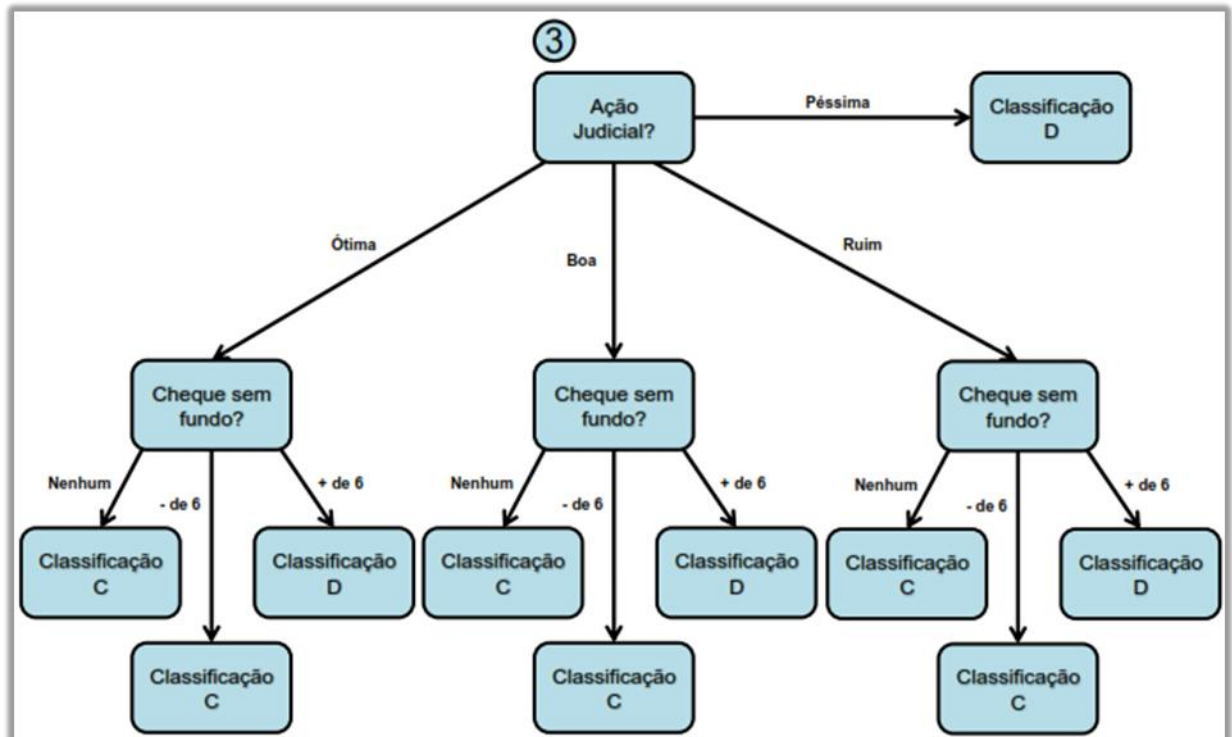 3
Ação
Judicial?
Péssima
Classificação
D
Ótima
Boa
Ruim
Cheque sem
fundo?
Cheque sem
fundo?
Cheque sem
fundo?
Nenhum
- de 6
+ de 6
Nenhum
- de 6
+ de 6
Nenhum
- de 6
+ de 6
Classificação
C
Classificação
D
Classificação
C
Classificação
D
Classificação
C
Classificação
D
Classificação
C
Classificação
C
Classificação
C